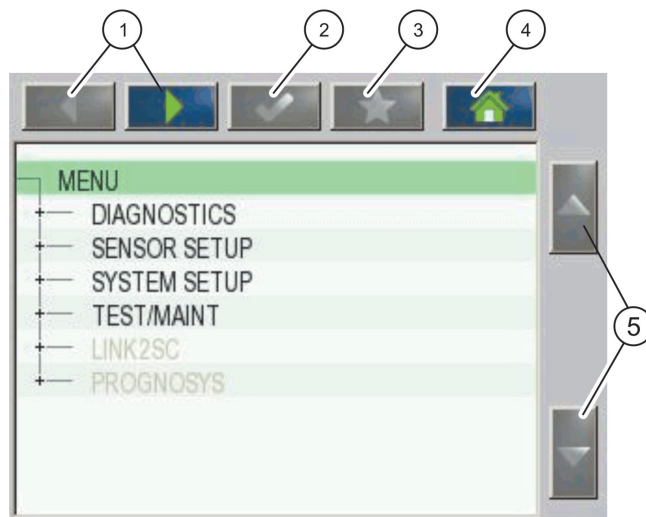 1
2
3
4
MENU
DIAGNOSTICS
SENSOR SETUP
SYSTEM SETUP
TEST/MAINT
LINK2SC
PROGNOSYS
5